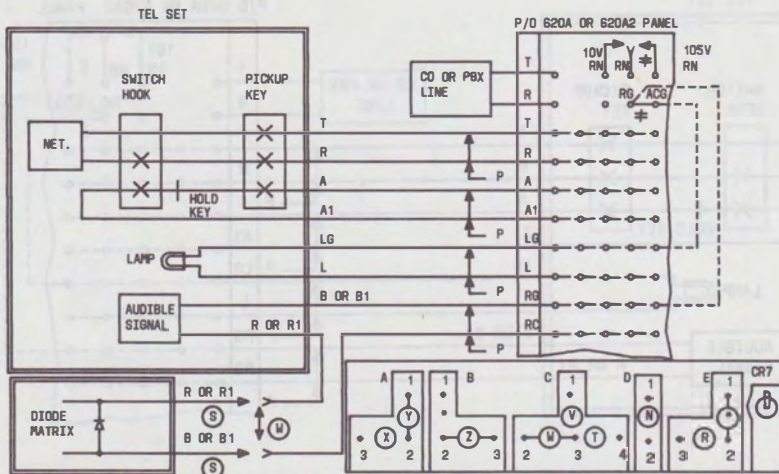 TEL SET
P/O 620A OR 620A2 PANEL
SWITCH HOOK
PICKUP KEY
CO OR PBX LINE
T
R
10V RN
RN
105V RN
RG
ACG
NET.
T
T
R
R
P
A
A
HOLD KEY
A1
A1
P
LG
LG
LAMP
L
L
P
B OR B1
RG
AUDIBLE SIGNAL
R OR R1
RC
P
DIODE MATRIX
R OR R1
S
W
B OR B1
S
A 1
Y
X
3 2
B 1
Z
2 3
C 1
V
W T
2 3 4
D 1
N
2
E 1
*
R
3 2
CR7